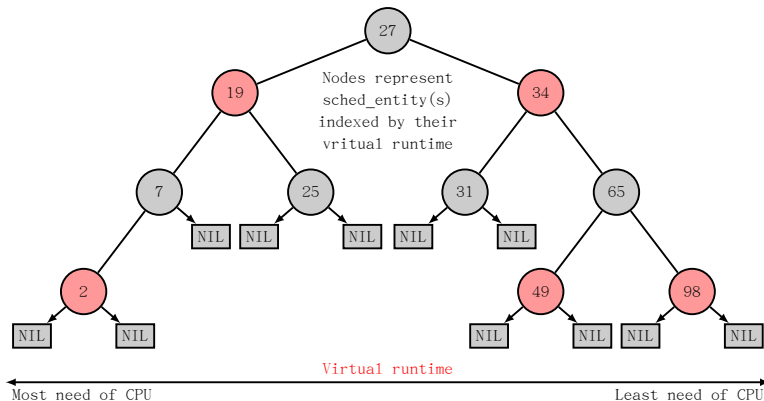 27
19
Nodes represent
sched_entity(s)
indexed by their
vritual runtime
34
7
25
31
65
NIL
NIL
NIL
NIL
NIL
2
49
98
NIL
NIL
NIL
NIL
NIL
NIL
Virtual runtime
Most need of CPU
Least need of CPU